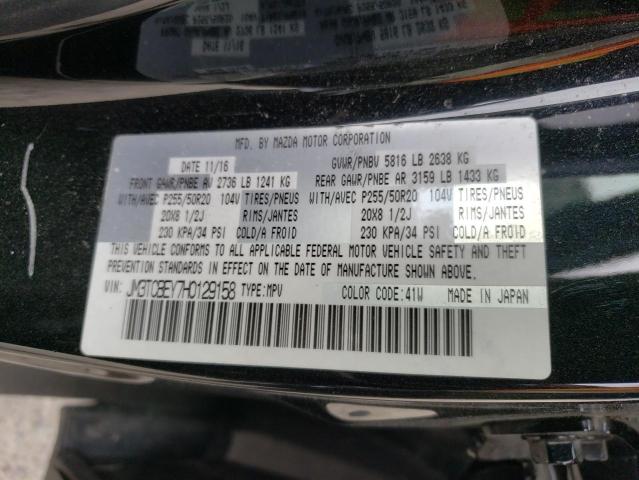 MFD. BY MAZDA MOTOR CORPORATION
DATE 11/16 GVWR/PNBV 5816 LB 2638 KG
FRONT GAWR/PNBE AV 2736 LB 1241 KG REAR GAWR/PNBE AR 3159 LB 1433 KG
WITH/AVEC P255/50R20 104V TIRES/PNEUS WITH/AVEC P255/50R20 104V TIRES/PNEUS
20X8 1/2J RIMS/JANTES 20X8 1/2J RIMS/JANTES
230 KPA/34 PSI COLD/A FROID 230 KPA/34 PSI COLD/A FROID
THIS VEHICLE CONFORMS TO ALL APPLICABLE FEDERAL MOTOR VEHICLE SAFETY AND THEFT
PREVENTION STANDARDS IN EFFECT ON THE DATE OF MANUFACTURE SHOWN ABOVE.
VIN: JM3TCBEY7H0129158 TYPE:MPV COLOR CODE:41W MADE IN JAPAN